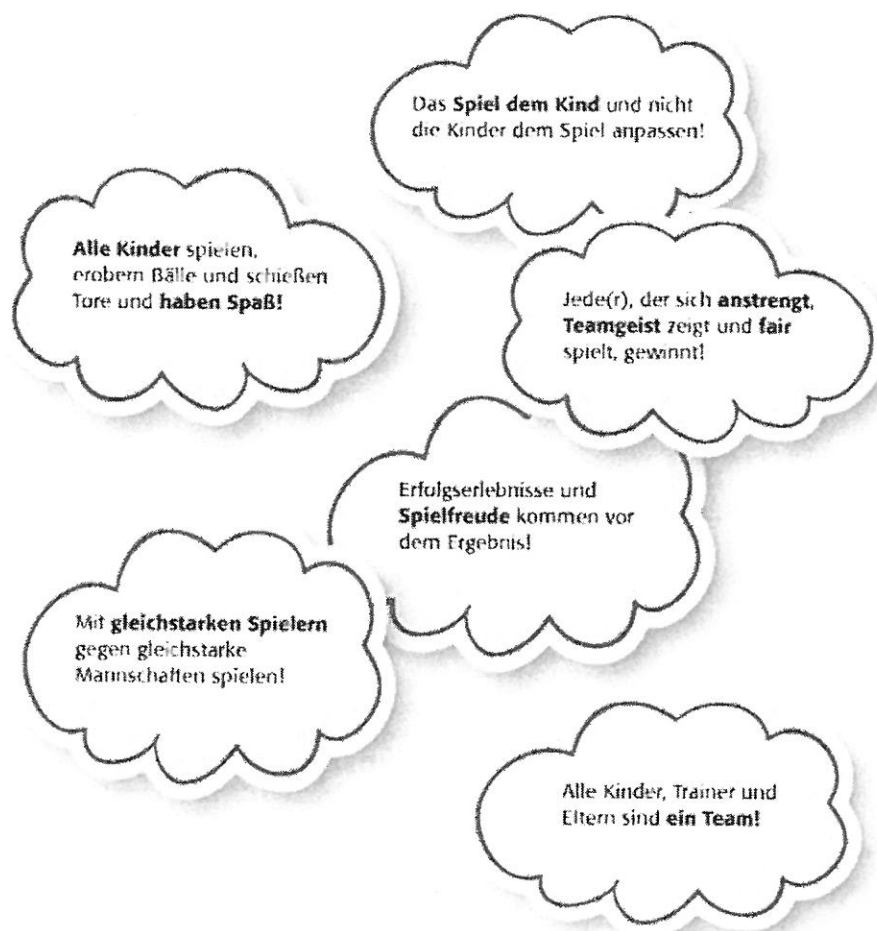 Das Spiel dem Kind und nicht
die Kinder dem Spiel anpassen!
Alle Kinder spielen,
erobern Bälle und schießen
Tore und haben Spaß!
Jede(r), der sich anstrengt,
Teamgeist zeigt und fair
spielt, gewinnt!
Erfolgserlebnisse und
Spielfreude kommen vor
dem Ergebnis!
Mit gleichstarken Spielern
gegen gleichstarke
Mannschaften spielen!
Alle Kinder, Trainer und
Eltern sind ein Team!